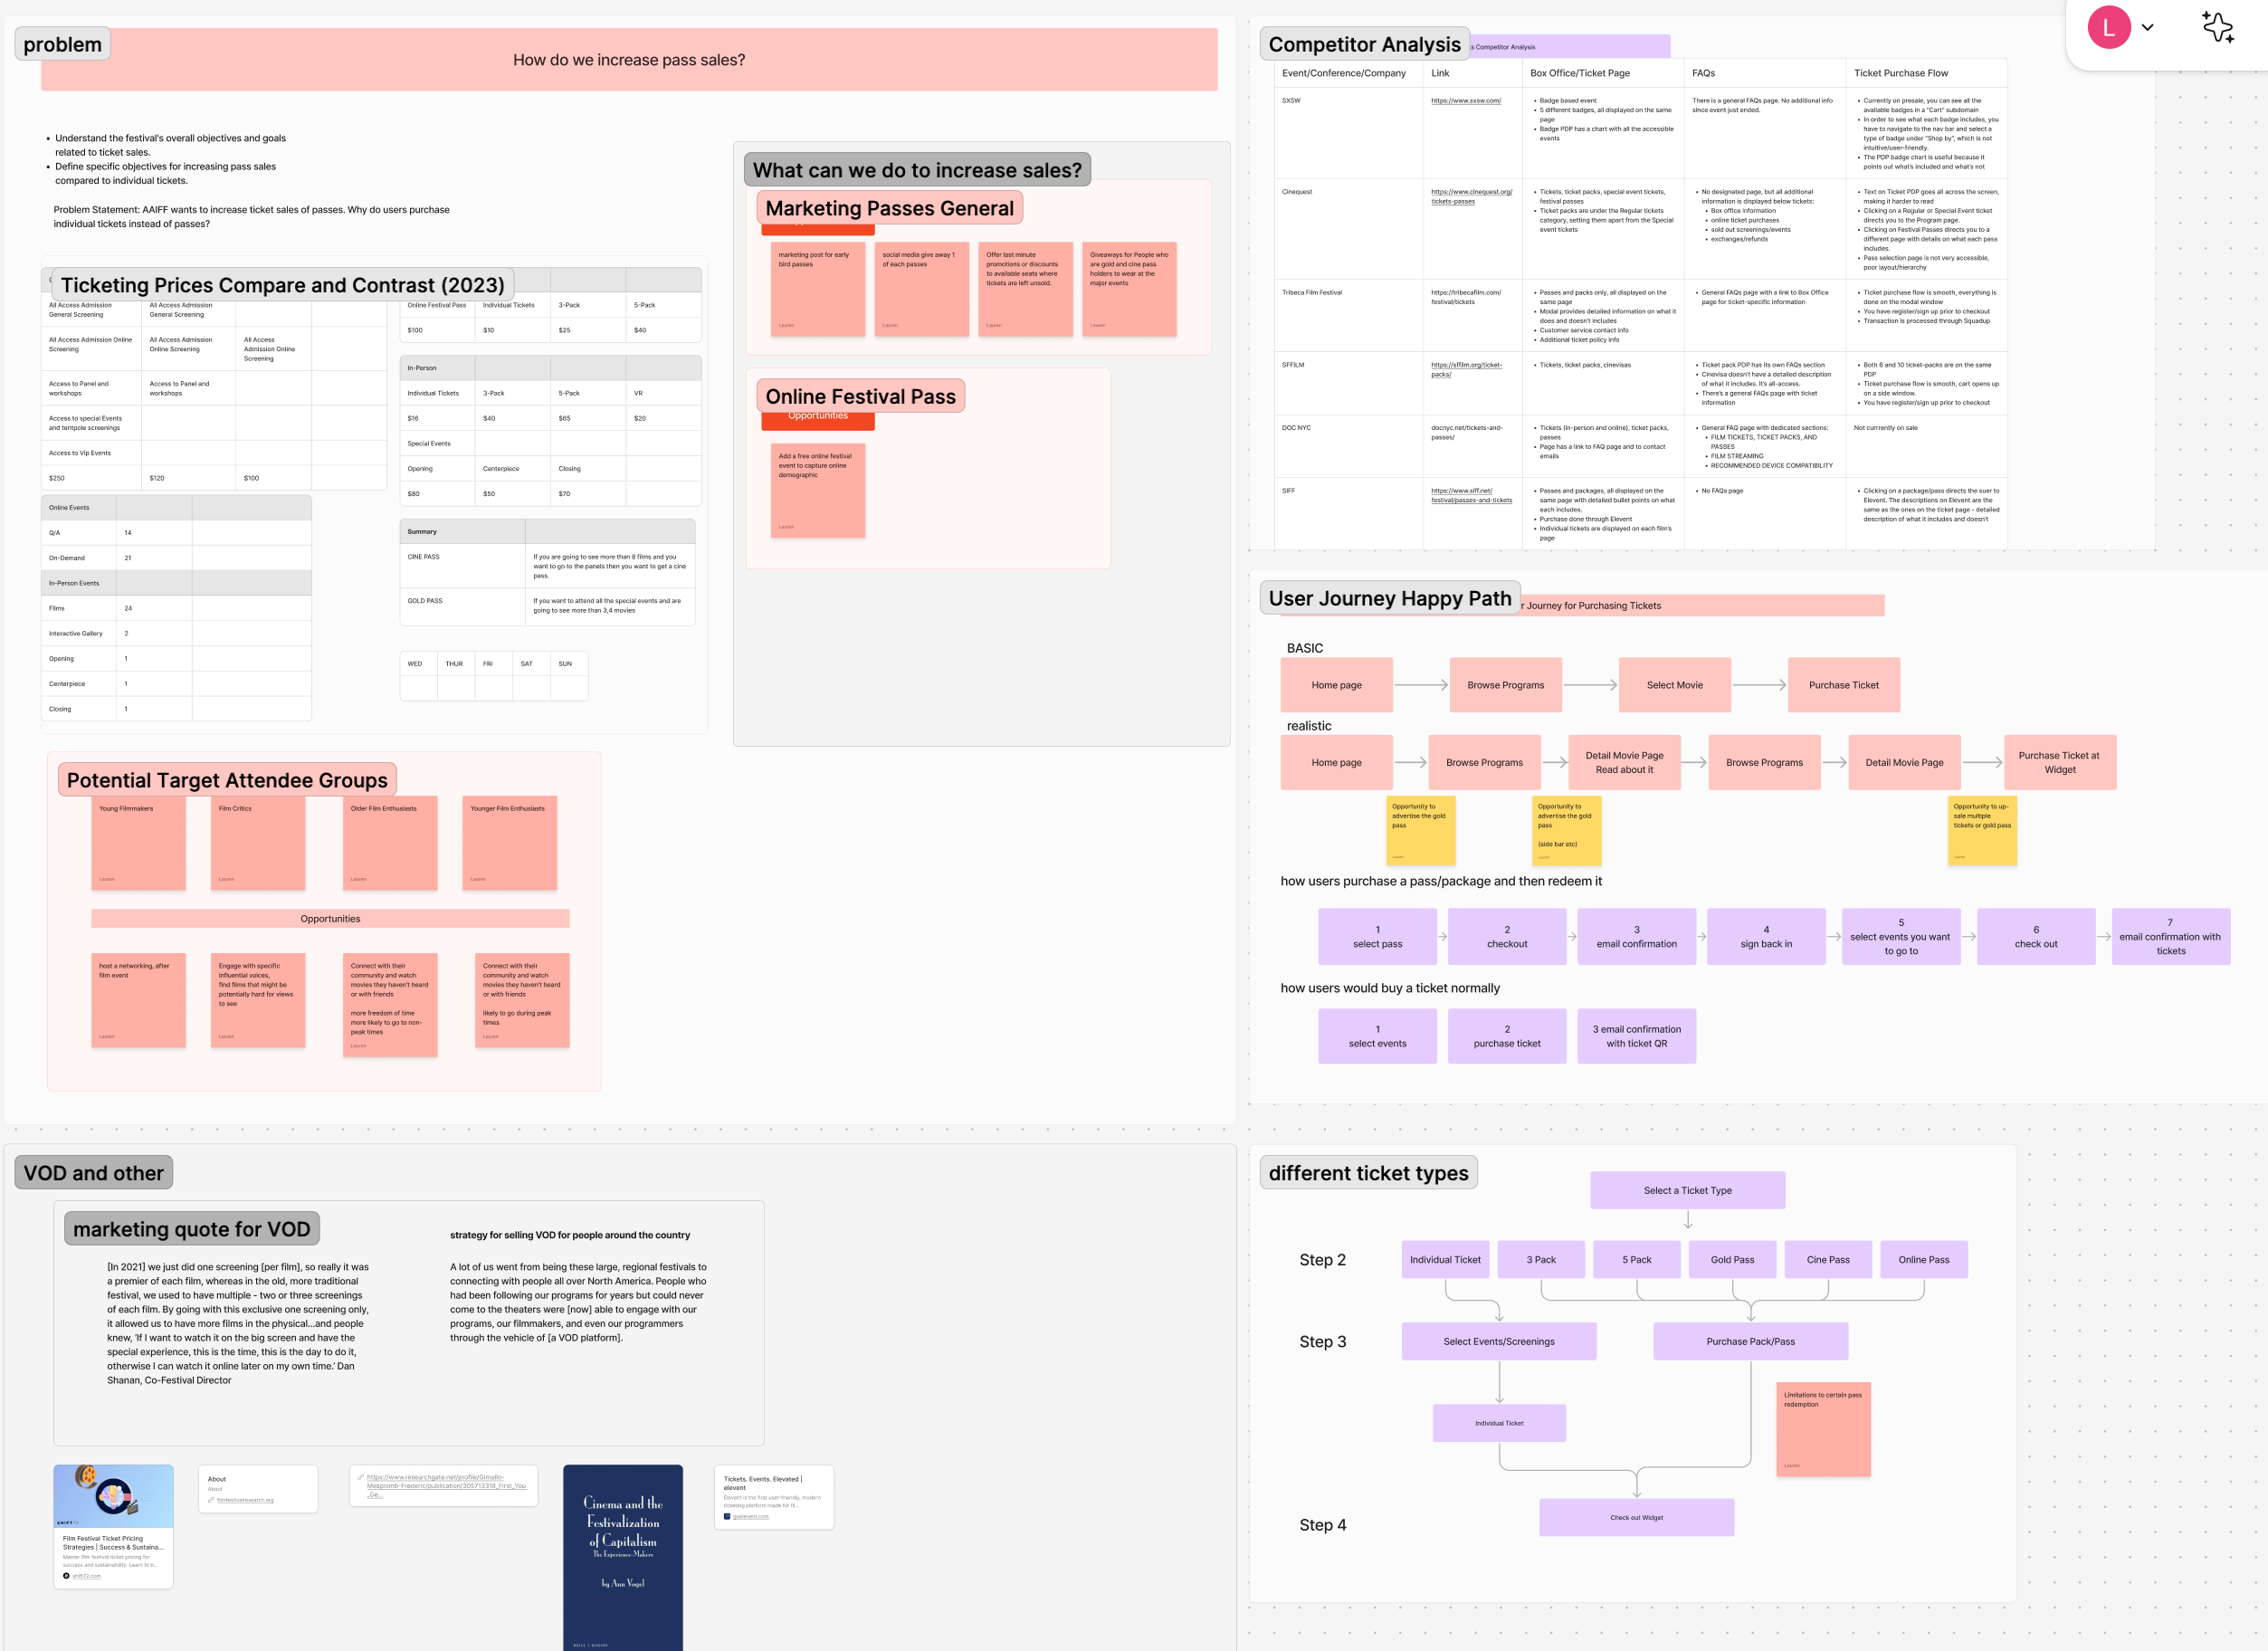 problem
How do we increase pass sales?
• Understand the festival's overall objectives and goals
related to ticket sales.
• Define specific objectives for increasing pass sales
compared to individual tickets.
Problem Statement: AAIFF wants to increase ticket sales of passes. Why do users purchase
individual tickets instead of passes?
Ticketing Prices Compare and Contrast (2023)
All Access Admission
General Screening
All Access Admission
General Screening
All Access Admission Online
Screening
All Access Admission
Online Screening
All Access
Admission Online
Screening
Access to Panel and
workshops
Access to Panel and
workshops
Access to special Events
and tentpole screenings
Access to Vip Events
$250
$120
$100
Online Festival Pass
Individual Tickets
3-Pack
5-Pack
$100
$10
$25
$40
In-Person
Individual Tickets
3-Pack
5-Pack
VR
$16
$40
$65
$20
Special Events
Opening
Centerpiece
Closing
$80
$50
$70
Online Events
Q/A
14
On-Demand
21
In-Person Events
Films
24
Interactive Gallery
2
Opening
1
Centerpiece
1
Closing
1
Summary
CINE PASS
If you are going to see more than 8 films and you
want to go to the panels then you want to get a cine
pass.
GOLD PASS
If you want to attend all the special events and are
going to see more than 3,4 movies
WED
THUR
FRI
SAT
SUN
What can we do to increase sales?
Marketing Passes General
marketing post for early
bird passes
Lauren
social media give away 1
of each passes
Lauren
Offer last minute
promotions or discounts
to available seats where
tickets are left unsold.
Lauren
Giveaways for People who
are gold and cine pass
holders to wear at the
major events
Lauren
Online Festival Pass
Opportunities
Add a free online festival
event to capture online
demographic
Lauren
Potential Target Attendee Groups
Young Filmmakers
Lauren
Film Critics
Lauren
Older Film Enthusiasts
Lauren
Younger Film Enthusiasts
Lauren
Opportunities
host a networking, after
film event
Lauren
Engage with specific
influential voices,
find films that might be
potentially hard for views
to see
Lauren
Connect with their
community and watch
movies they haven't heard
or with friends
more freedom of time
more likely to go to non-
peak times
Lauren
Connect with their
community and watch
movies they haven't heard
or with friends
likely to go during peak
times
Lauren
Competitor Analysis
s Competitor Analysis
L
Event/Conference/Company
Link
Box Office/Ticket Page
FAQs
Ticket Purchase Flow
SXSW
https://www.sxsw.com/
• Badge based event
• 5 different badges, all displayed on the same
page
• Badge PDP has a chart with all the accessible
events
There is a general FAQs page. No additional info
since event just ended.
• Currently on presale, you can see all the
available badges in a "Cart" subdomain
• In order to see what each badge includes, you
have to navigate to the nav bar and select a
type of badge under "Shop by", which is not
intuitive/user-friendly.
• The PDP badge chart is useful because it
points out what's included and what's not
Cinequest
https://www.cinequest.org/
tickets-passes
• Tickets, ticket packs, special event tickets,
festival passes
• Ticket packs are under the Regular tickets
category, setting them apart from the Special
event tickets
• No designated page, but all additional
information is displayed below tickets:
• Box office information
• online ticket purchases
• sold out screenings/events
• exchanges/refunds
• Text on Ticket PDP goes all across the screen,
making it harder to read
• Clicking on a Regular or Special Event ticket
directs you to the Program page.
• Clicking on Festival Passes directs you to a
different page with details on what each pass
includes.
• Pass selection page is not very accessible,
poor layout/hierarchy
Tribeca Film Festival
https://tribecafilm.com/
festival/tickets
• Passes and packs only, all displayed on the
same page
• Modal provides detailed information on what it
does and doesn't includes
• Customer service contact info
• Additional ticket policy info
• General FAQs page with a link to Box Office
page for ticket-specific information
• Ticket purchase flow is smooth, everything is
done on the modal window
• You have register/sign up prior to checkout
• Transaction is processed through Squadup
SFFILM
https://sffilm.org/ticket-
packs/
• Tickets, ticket packs, cinevisas
• Ticket pack PDP has its own FAQs section
• Cinevisa doesn't have a detailed description
of what it includes. It's all-access.
• There's a general FAQs page with ticket
information
• Both 6 and 10 ticket-packs are on the same
PDP
• Ticket purchase flow is smooth, cart opens up
on a side window.
• You have register/sign up prior to checkout
DOC NYC
docnyc.net/tickets-and-
passes/
• Tickets (in-person and online), ticket packs,
passes
• Page has a link to FAQ page and to contact
emails
• General FAQ page with dedicated sections:
• FILM TICKETS, TICKET PACKS, AND
PASSES
• FILM STREAMING
• RECOMMENDED DEVICE COMPATIBILITY
Not currrently on sale
SIFF
https://www.siff.net/
festival/passes-and-tickets
• Passes and packages, all displayed on the
same page with detailed bullet points on what
each includes.
• Purchase done through Elevent
• Individual tickets are displayed on each film's
page
• No FAQs page
• Clicking on a package/pass directs the suer to
Elevent. The descriptions on Elevent are the
same as the ones on the ticket page - detailed
description of what it includes and doesn't
User Journey Happy Path
r Journey for Purchasing Tickets
BASIC
Home page
Browse Programs
Select Movie
Purchase Ticket
realistic
Home page
Browse Programs
Detail Movie Page
Read about it
Browse Programs
Detail Movie Page
Purchase Ticket at
Widget
Opportunity to
advertise the gold
pass
Lauren
Opportunity to
advertise the gold
pass
(side bar etc)
Lauren
Opportunity to up-
sale multiple
tickets or gold pass
Lauren
how users purchase a pass/package and then redeem it
1
select pass
2
checkout
3
email confirmation
4
sign back in
5
select events you want
to go to
6
check out
7
email confirmation with
tickets
how users would buy a ticket normally
1
select events
2
purchase ticket
3 email confirmation
with ticket QR
VOD and other
marketing quote for VOD
[In 2021] we just did one screening [per film], so really it was
a premier of each film, whereas in the old, more traditional
festival, we used to have multiple - two or three screenings
of each film. By going with this exclusive one screening only,
it allowed us to have more films in the physical...and people
knew, 'If I want to watch it on the big screen and have the
special experience, this is the time, this is the day to do it,
otherwise I can watch it online later on my own time.' Dan
Shanan, Co-Festival Director
strategy for selling VOD for people around the country
A lot of us went from being these large, regional festivals to
connecting with people all over North America. People who
had been following our programs for years but could never
come to the theaters were [now] able to engage with our
programs, our filmmakers, and even our programmers
through the vehicle of [a VOD platform].
SHIFT72
Film Festival Ticket Pricing
Strategies | Success & Sustaina...
Master film festival ticket pricing for
success and sustainability. Learn to b...
shift72.com
About
About
filmfestivalresearch.org
https://www.researchgate.net/profile/Gimello-
Mesplomb-Frederic/publication/305713318_First_You
_Ge...
Cinema and the
Festivalization
of Capitalism
The Experience-Makers
by Ann Vogel
BRILL | NIJHOFF
Tickets. Events. Elevated |
elevent
Elevent is the first user-friendly, modern
ticketing platform made for fil...
goelevent.com
different ticket types
Select a Ticket Type
Step 2
Individual Ticket
3 Pack
5 Pack
Gold Pass
Cine Pass
Online Pass
Step 3
Select Events/Screenings
Purchase Pack/Pass
Individual Ticket
Limitations to certain pass
redemption
Lauren
Step 4
Check out Widget